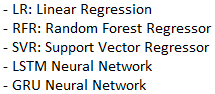 - LR: Linear Regression
- RFR: Random Forest Regressor
- SVR: Support Vector Regressor
- LSTM Neural Network
- GRU Neural Network